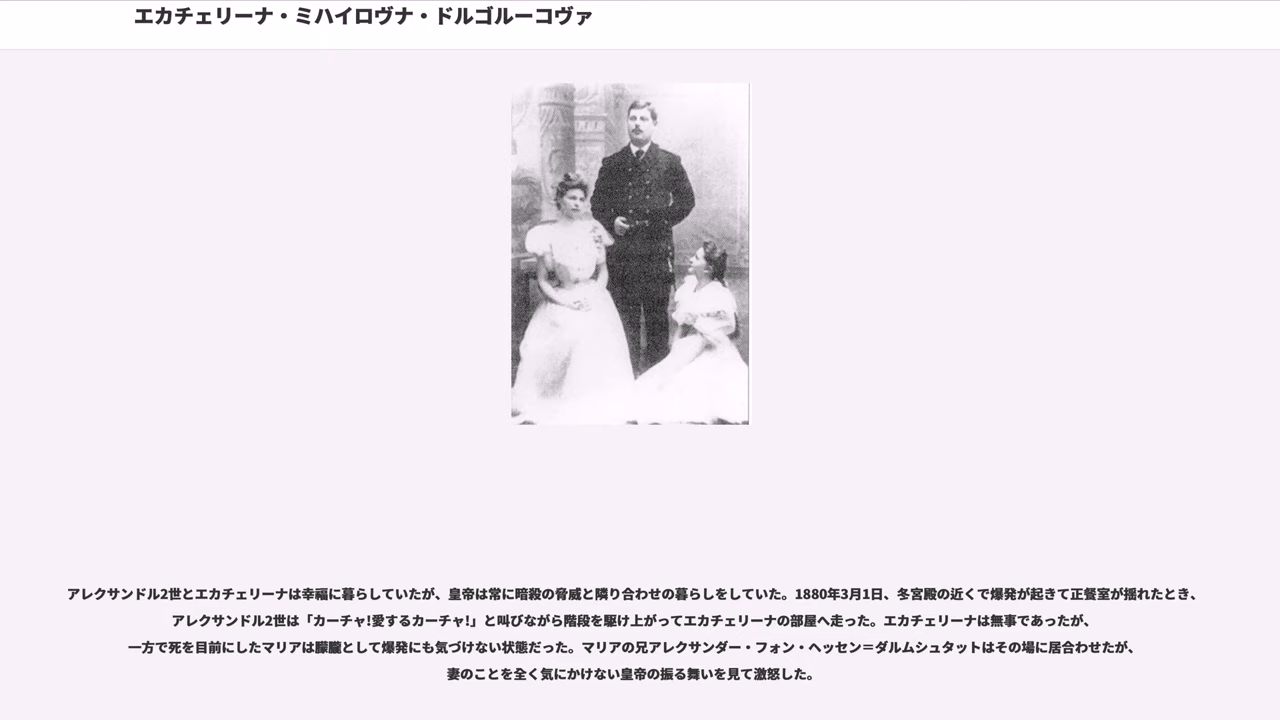 エカチェリーナ・ミハイロヴナ・ドルゴルーコヴァ
アレクサンドル2世とエカチェリーナは幸福に暮らしていたが、皇帝は常に暗殺の脅威と隣り合わせの暮らしをしていた。1880年3月1日、冬宮殿の近くで爆発が起きて正餐室が揺れたとき、
アレクサンドル2世は「カーチャ!愛するカーチャ!」と叫びながら階段を駆け上がってエカチェリーナの部屋へ走った。エカチェリーナは無事であったが、
一方で死を目前にしたマリアは朦朧として爆発にも気づけない状態だった。マリアの兄アレクサンダー・フォン・ヘッセン＝ダルムシュタットはその場に居合わせたが、
妻のことを全く気にかけない皇帝の振る舞いを見て激怒した。